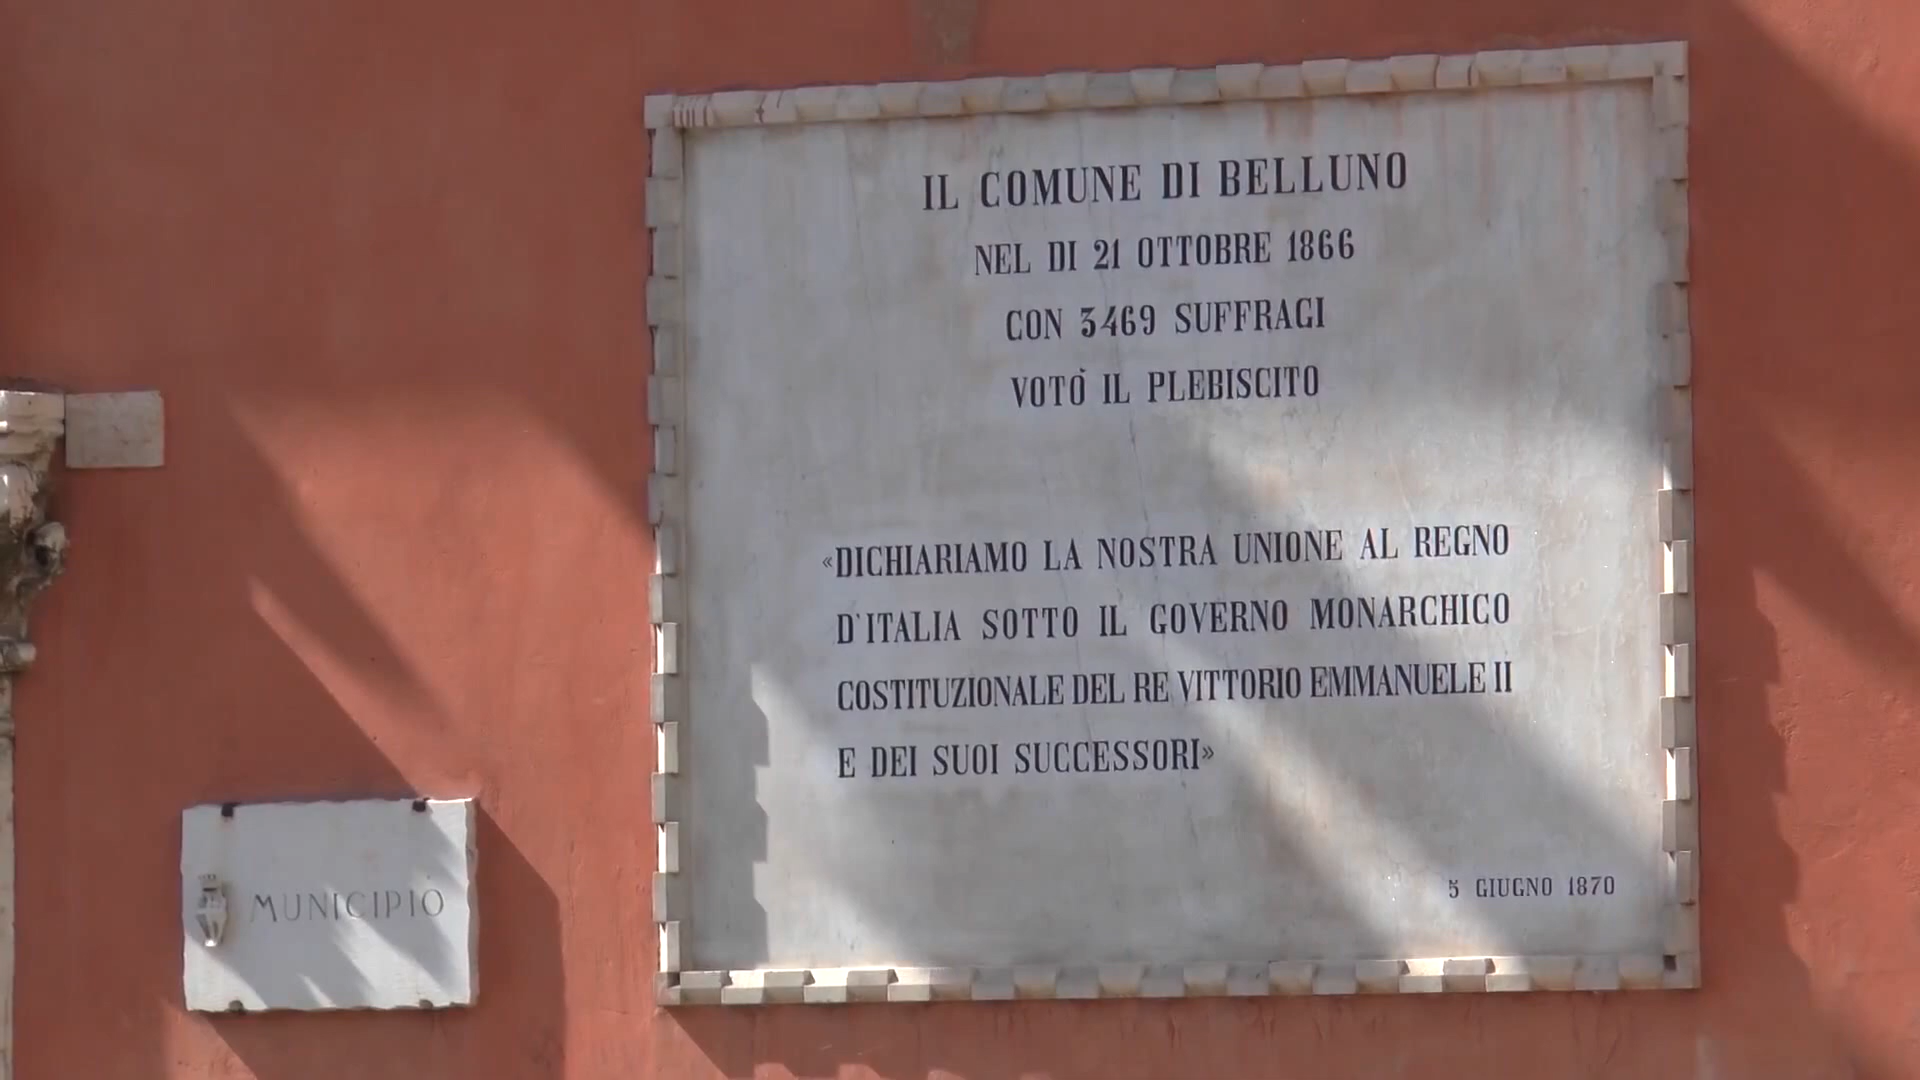 IL COMUNE DI BELLUNO
NEL DI 21 OTTOBRE 1866
CON 3469 SUFFRAGI
VOTÒ IL PLEBISCITO
«DICHIARIAMO LA NOSTRA UNIONE AL REGNO
D'ITALIA SOTTO IL GOVERNO MONARCHICO
COSTITUZIONALE DEL RE VITTORIO EMMANUELE II
E DEI SUOI SUCCESSORI»
5 GIUGNO 1870
MUNICIPIO